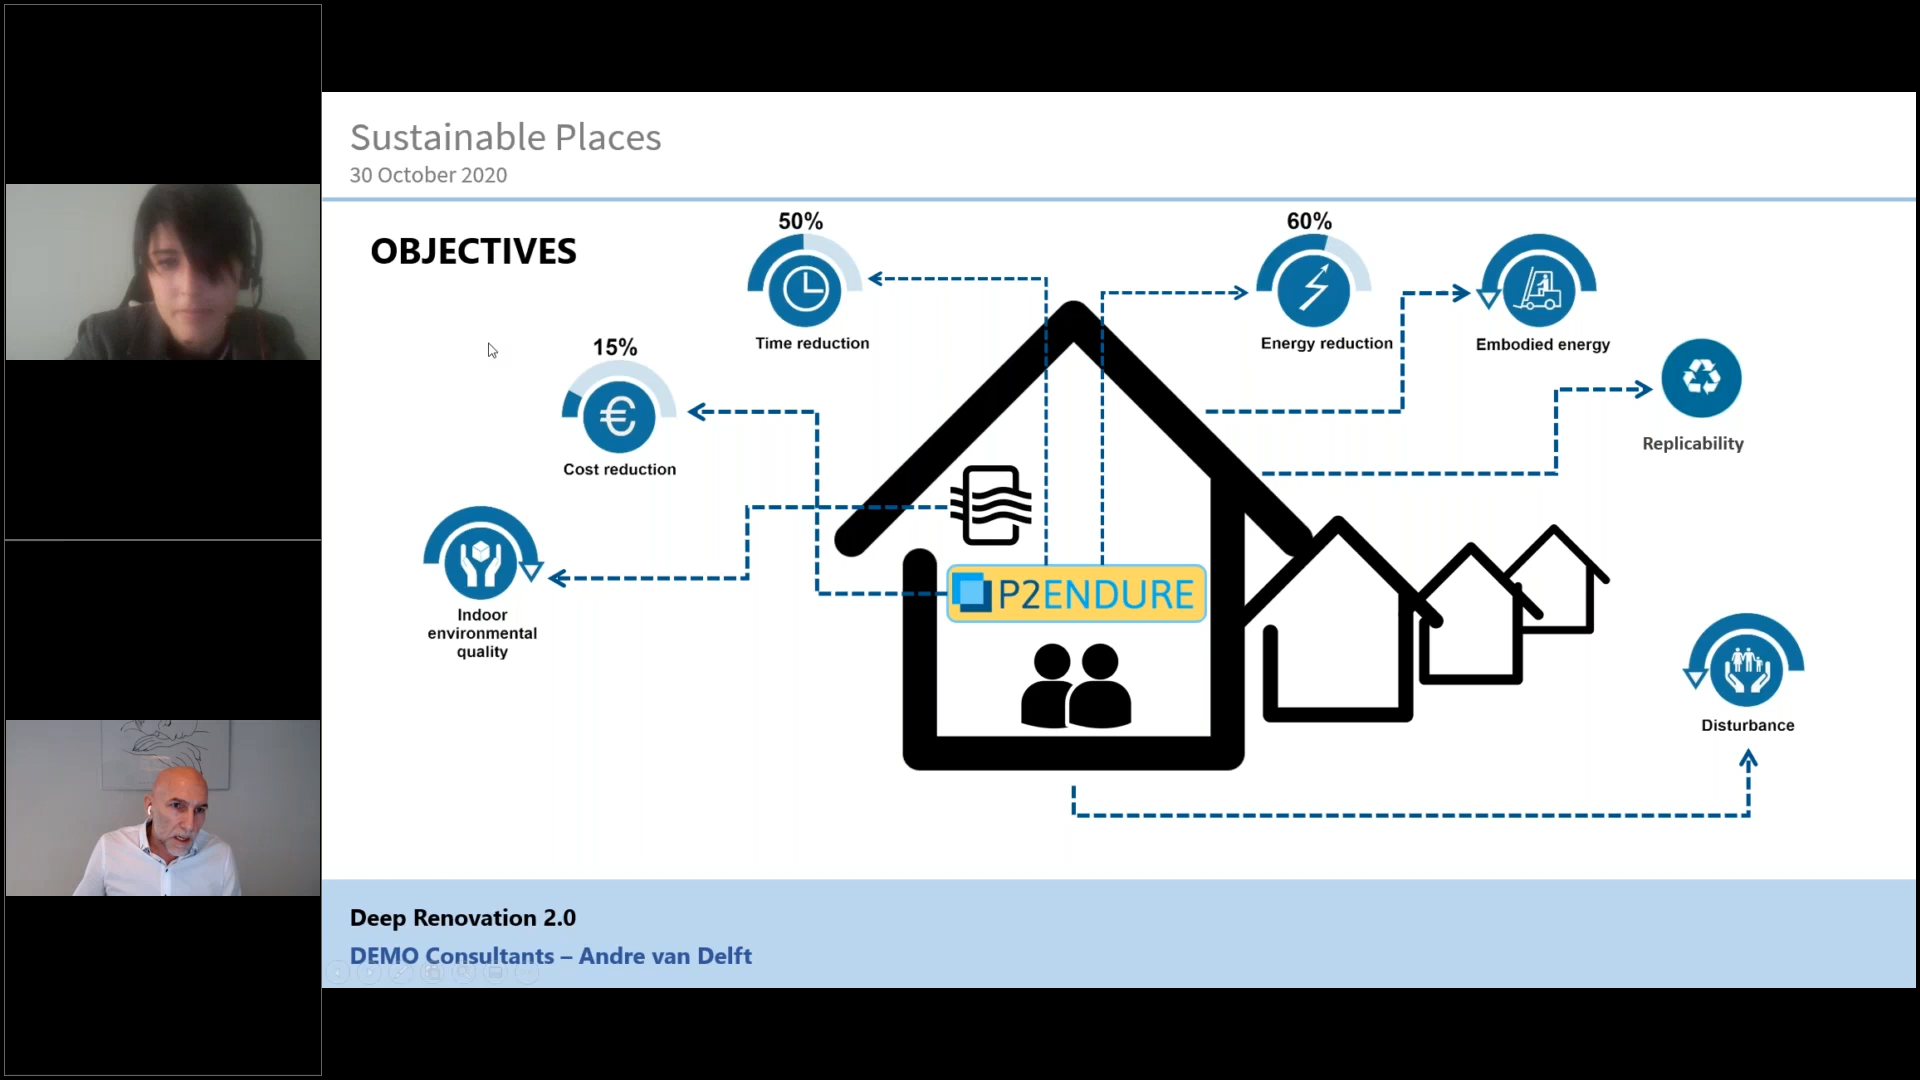 Sustainable Places
30 October 2020
OBJECTIVES
50%
Time reduction
60%
Energy reduction
Embodied energy
15%
€
Cost reduction
Replicability
Indoor
environmental
quality
P2ENDURE
Disturbance
Deep Renovation 2.0
DEMO Consultants – Andre van Delft